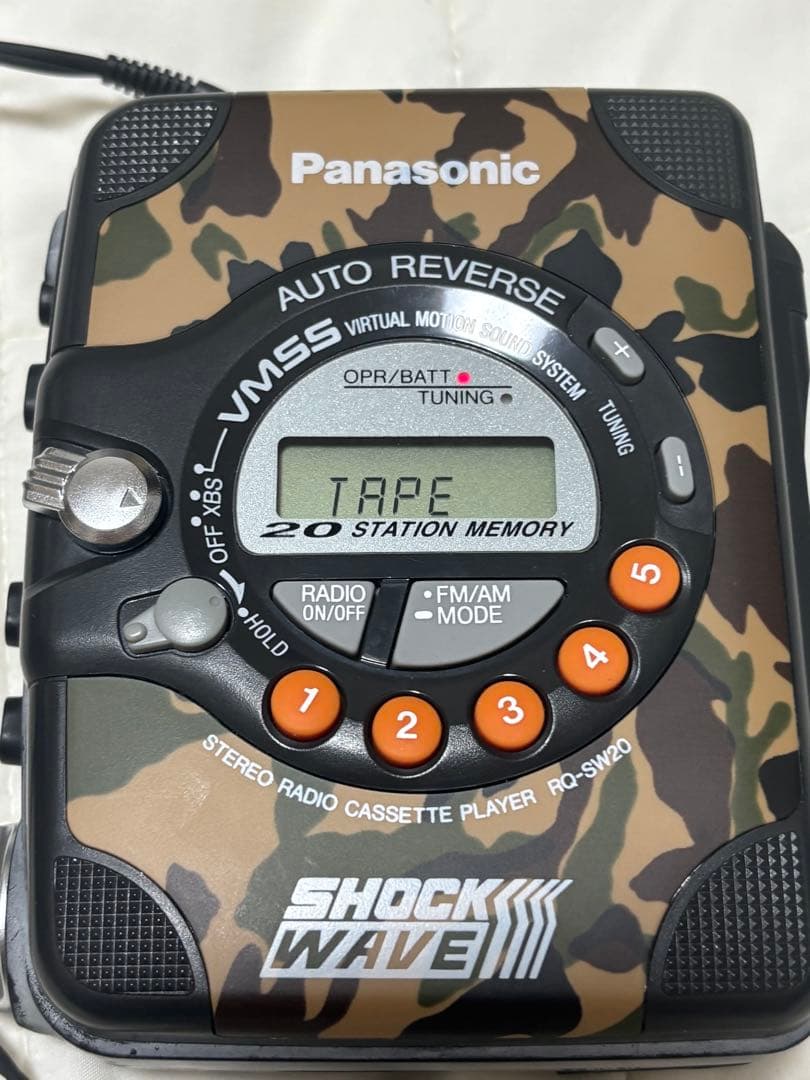 Panasonic
AUTO REVERSE
VMSS VIRTUAL MOTION SOUND SYSTEM
+
TUNING
--
OPR/BATT
TUNING
TAPE
20 STATION MEMORY
XBS
OFF
HOLD
RADIO
ON/OFF
FM/AM
MODE
1
2
3
4
5
STEREO RADIO CASSETTE PLAYER RQ-SW20
SHOCK
WAVE